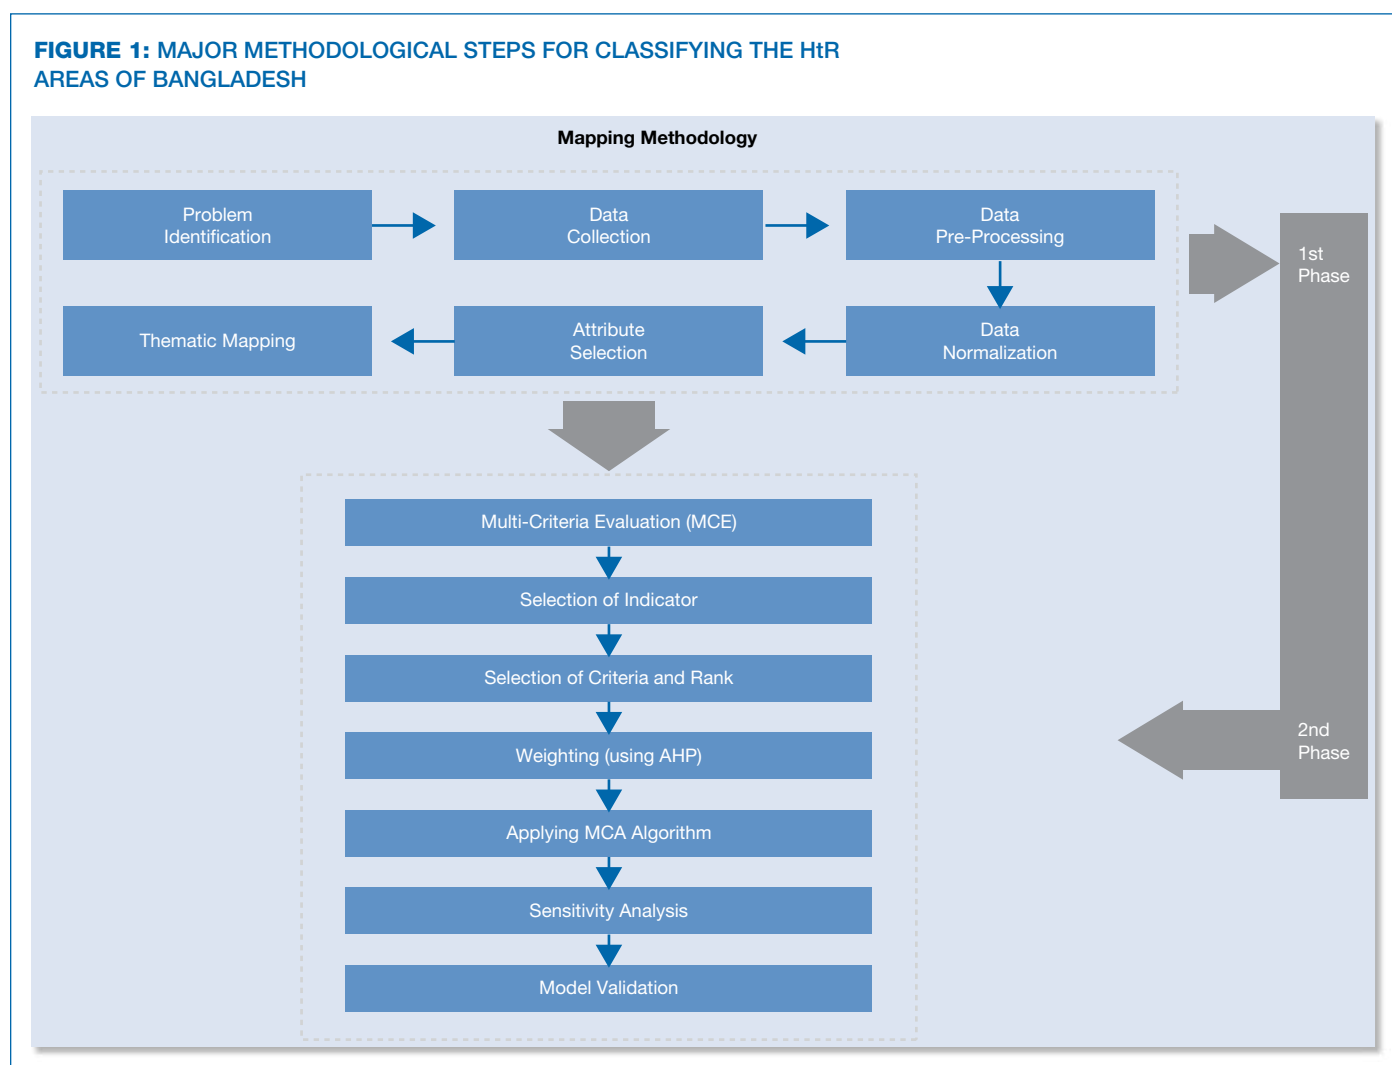 FIGURE 1: MAJOR METHODOLOGICAL STEPS FOR CLASSIFYING THE HtR
AREAS OF BANGLADESH
Mapping Methodology
Problem
Identification
Data
Collection
Data
Pre-Processing
1st
Phase
Data
Normalization
Attribute
Selection
Thematic Mapping
Multi-Criteria Evaluation (MCE)
Selection of Indicator
Selection of Criteria and Rank
Weighting (using AHP)
2nd
Phase
Applying MCA Algorithm
Sensitivity Analysis
Model Validation